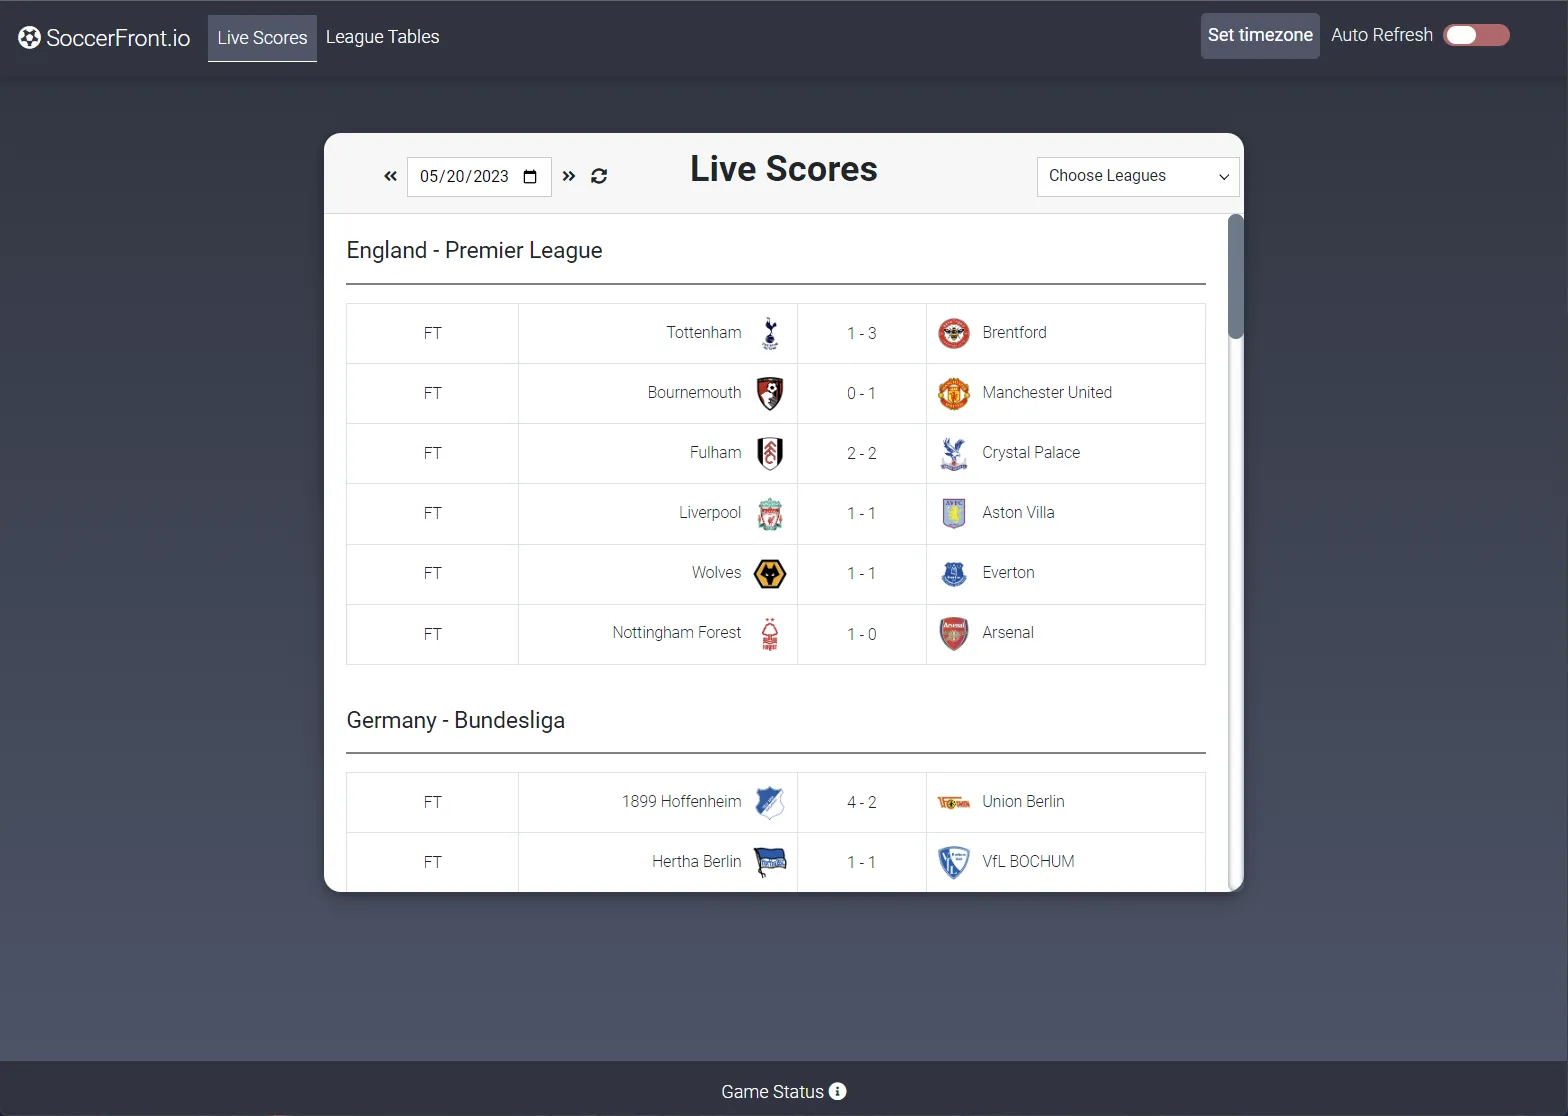 SoccerFront.io Live Scores League Tables Set timezone Auto Refresh
05/20/2023 Live Scores Choose Leagues
England - Premier League
FT Tottenham 1 - 3 Brentford
FT Bournemouth 0 - 1 Manchester United
FT Fulham 2 - 2 Crystal Palace
FT Liverpool 1 - 1 Aston Villa
FT Wolves 1 - 1 Everton
FT Nottingham Forest 1 - 0 Arsenal
Germany - Bundesliga
FT 1899 Hoffenheim 4 - 2 Union Berlin
FT Hertha Berlin 1 - 1 VfL BOCHUM
Game Status